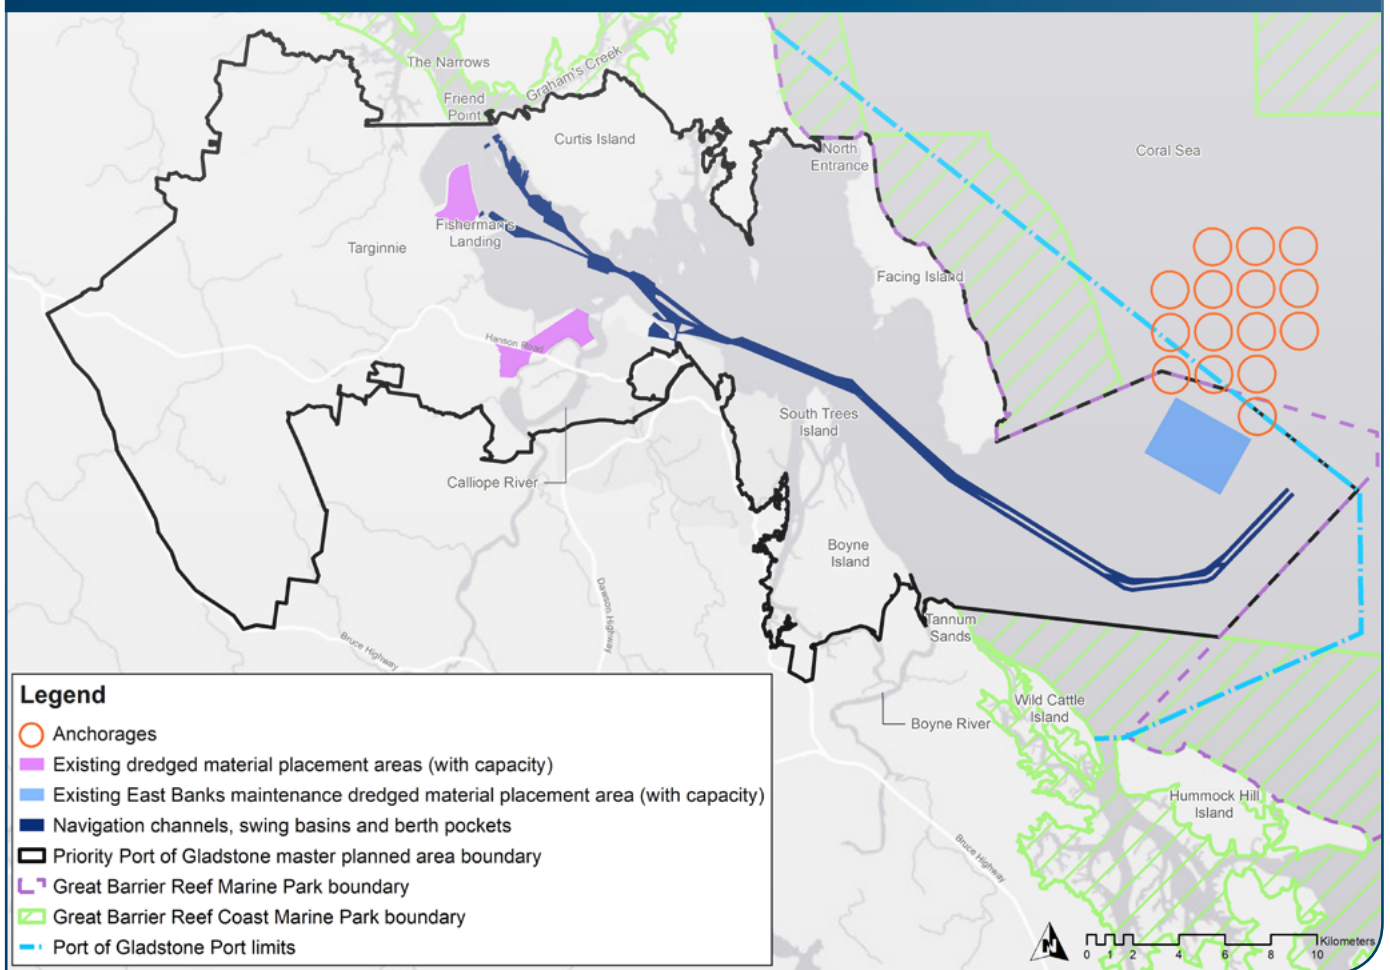 The Narrows
Graham's Creek
Friend
Point
Curtis Island
North
Entrance
Coral Sea
Fisherman's
Landing
Targinnie
Facing Island
Hanson Road
South Trees
Island
Calliope River
Boyne
Island
Dawson Highway
Tannum
Sands
Bruce Highway
Wild Cattle
Island
Boyne River
Hummock Hill
Island
Bruce Highway
Legend
Anchorages
Existing dredged material placement areas (with capacity)
Existing East Banks maintenance dredged material placement area (with capacity)
Navigation channels, swing basins and berth pockets
Priority Port of Gladstone master planned area boundary
Great Barrier Reef Marine Park boundary
Great Barrier Reef Coast Marine Park boundary
Port of Gladstone Port limits
N
Kilometers
0 1 2 4 6 8 10